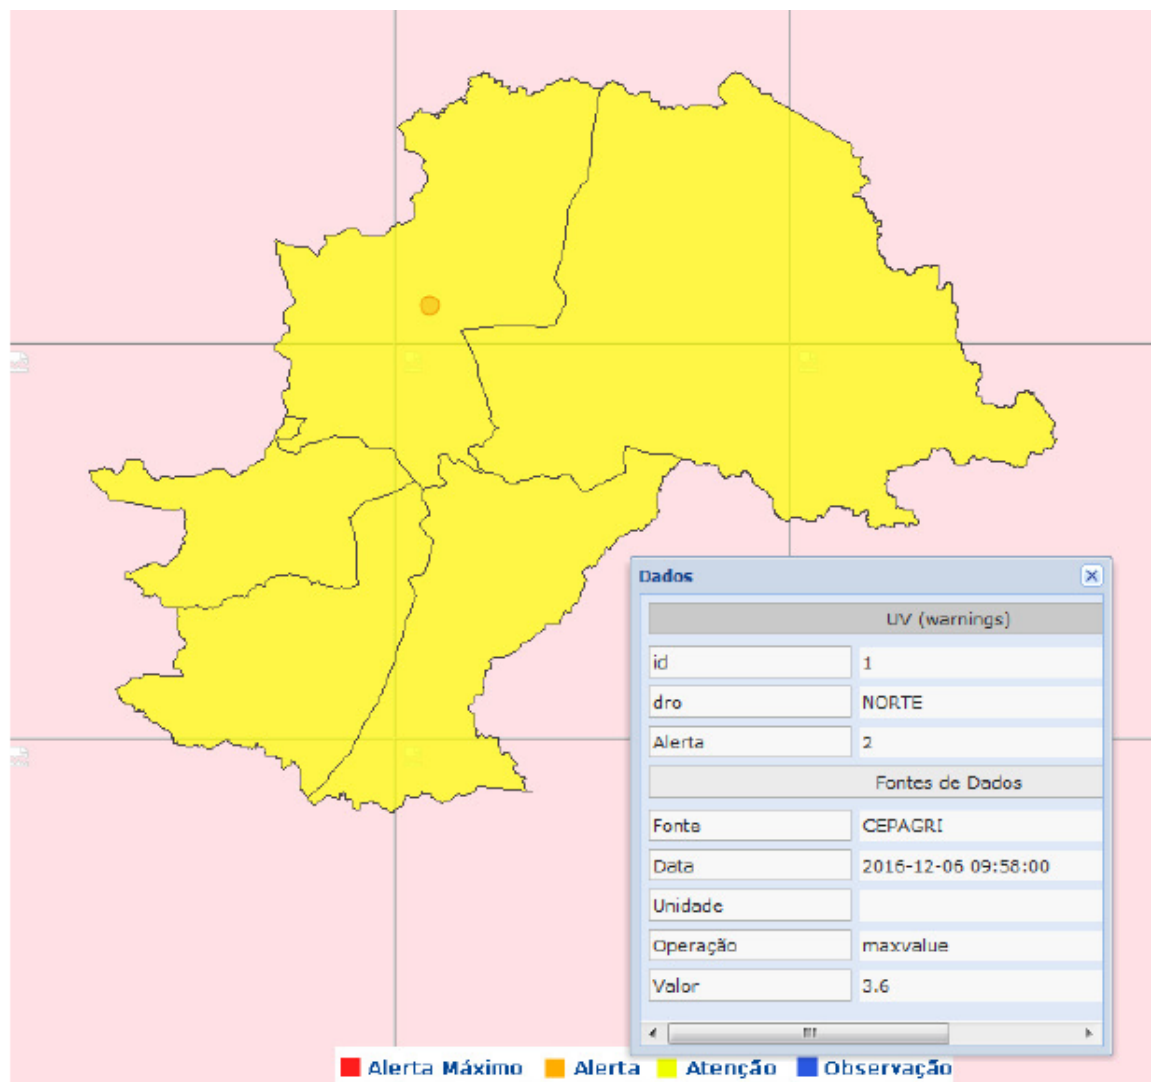 Dados
UV (warnings)
id 1
dro NORTE
Alerta 2
Fontes de Dados
Fonte CEPAGRI
Data 2016-12-06 09:58:00
Unidade
Operação maxvalue
Valor 3.6
Alerta Máximo Alerta Atenção Observação